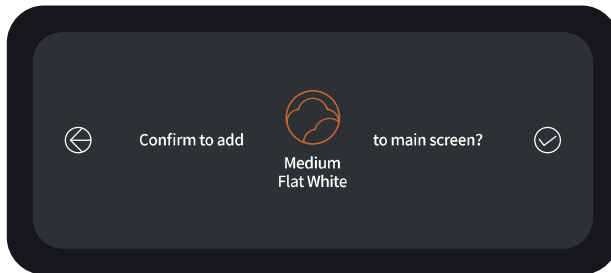 Confirm to add
Medium
Flat White
to main screen?